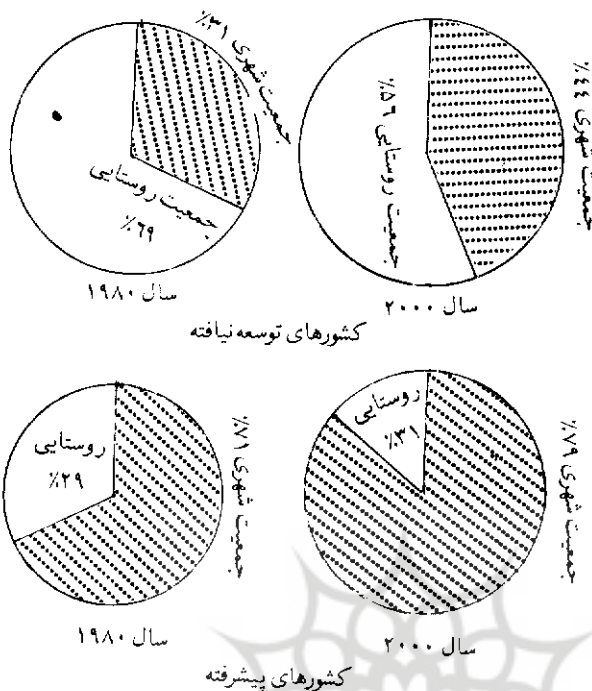 جمعیت شهری ٪۳۱
جمعیت روستایی
٪۶۹
سال ۱۹۸۰
٪۴۴ جمعیت شهری
٪۵۶ جمعیت روستایی
سال ۲۰۰۰
کشورهای توسعه‌نیافته
روستایی
٪۲۹
٪۷۱ جمعیت شهری
سال ۱۹۸۰
روستایی
٪۳۱
٪۷۹ جمعیت شهری
سال ۲۰۰۰
کشورهای پیشرفته